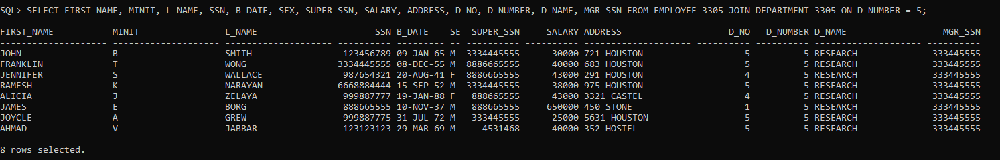 SQL> SELECT FIRST_NAME, MINIT, L_NAME, SSN, B_DATE, SEX, SUPER_SSN, SALARY, ADDRESS, D_NO, D_NUMBER, D_NAME, MGR_SSN FROM EMPLOYEE_3305 JOIN DEPARTMENT_3305 ON D_NUMBER = 5;
FIRST_NAME           MINIT                L_NAME                      SSN B_DATE    SE  SUPER_SSN     SALARY ADDRESS                    D_NO   D_NUMBER D_NAME                  MGR_SSN
-------------------- -------------------- -------------------- ---------- --------- -- ---------- ---------- -------------------- ---------- ---------- -------------------- ----------
JOHN                 B                    SMITH                 123456789 09-JAN-65 M  3334445555      30000 721 HOUSTON                   5          5 RESEARCH              333445555
FRANKLIN             T                    WONG                 3334445555 08-DEC-55 M  8886665555      40000 683 HOUSTON                   5          5 RESEARCH              333445555
JENNIFER             S                    WALLACE               987654321 20-AUG-41 F  8886665555      43000 291 HOUSTON                   4          5 RESEARCH              333445555
RAMESH               K                    NARAYAN              6668884444 15-SEP-52 M  3334445555      38000 975 HOUSTON                   5          5 RESEARCH              333445555
ALICIA               J                    ZELAYA                999887777 19-JAN-88 F   888665555      43000 3321 CASTEL                   4          5 RESEARCH              333445555
JAMES                E                    BORG                  888665555 10-NOV-37 M   888665555     650000 450 STONE                     1          5 RESEARCH              333445555
JOYCLE               A                    GREW                  999887775 31-JUL-72 M   333445555      25000 5631 HOUSTON                  5          5 RESEARCH              333445555
AHMAD                V                    JABBAR                123123123 29-MAR-69 M     4531468      40000 352 HOSTEL                    5          5 RESEARCH              333445555
8 rows selected.